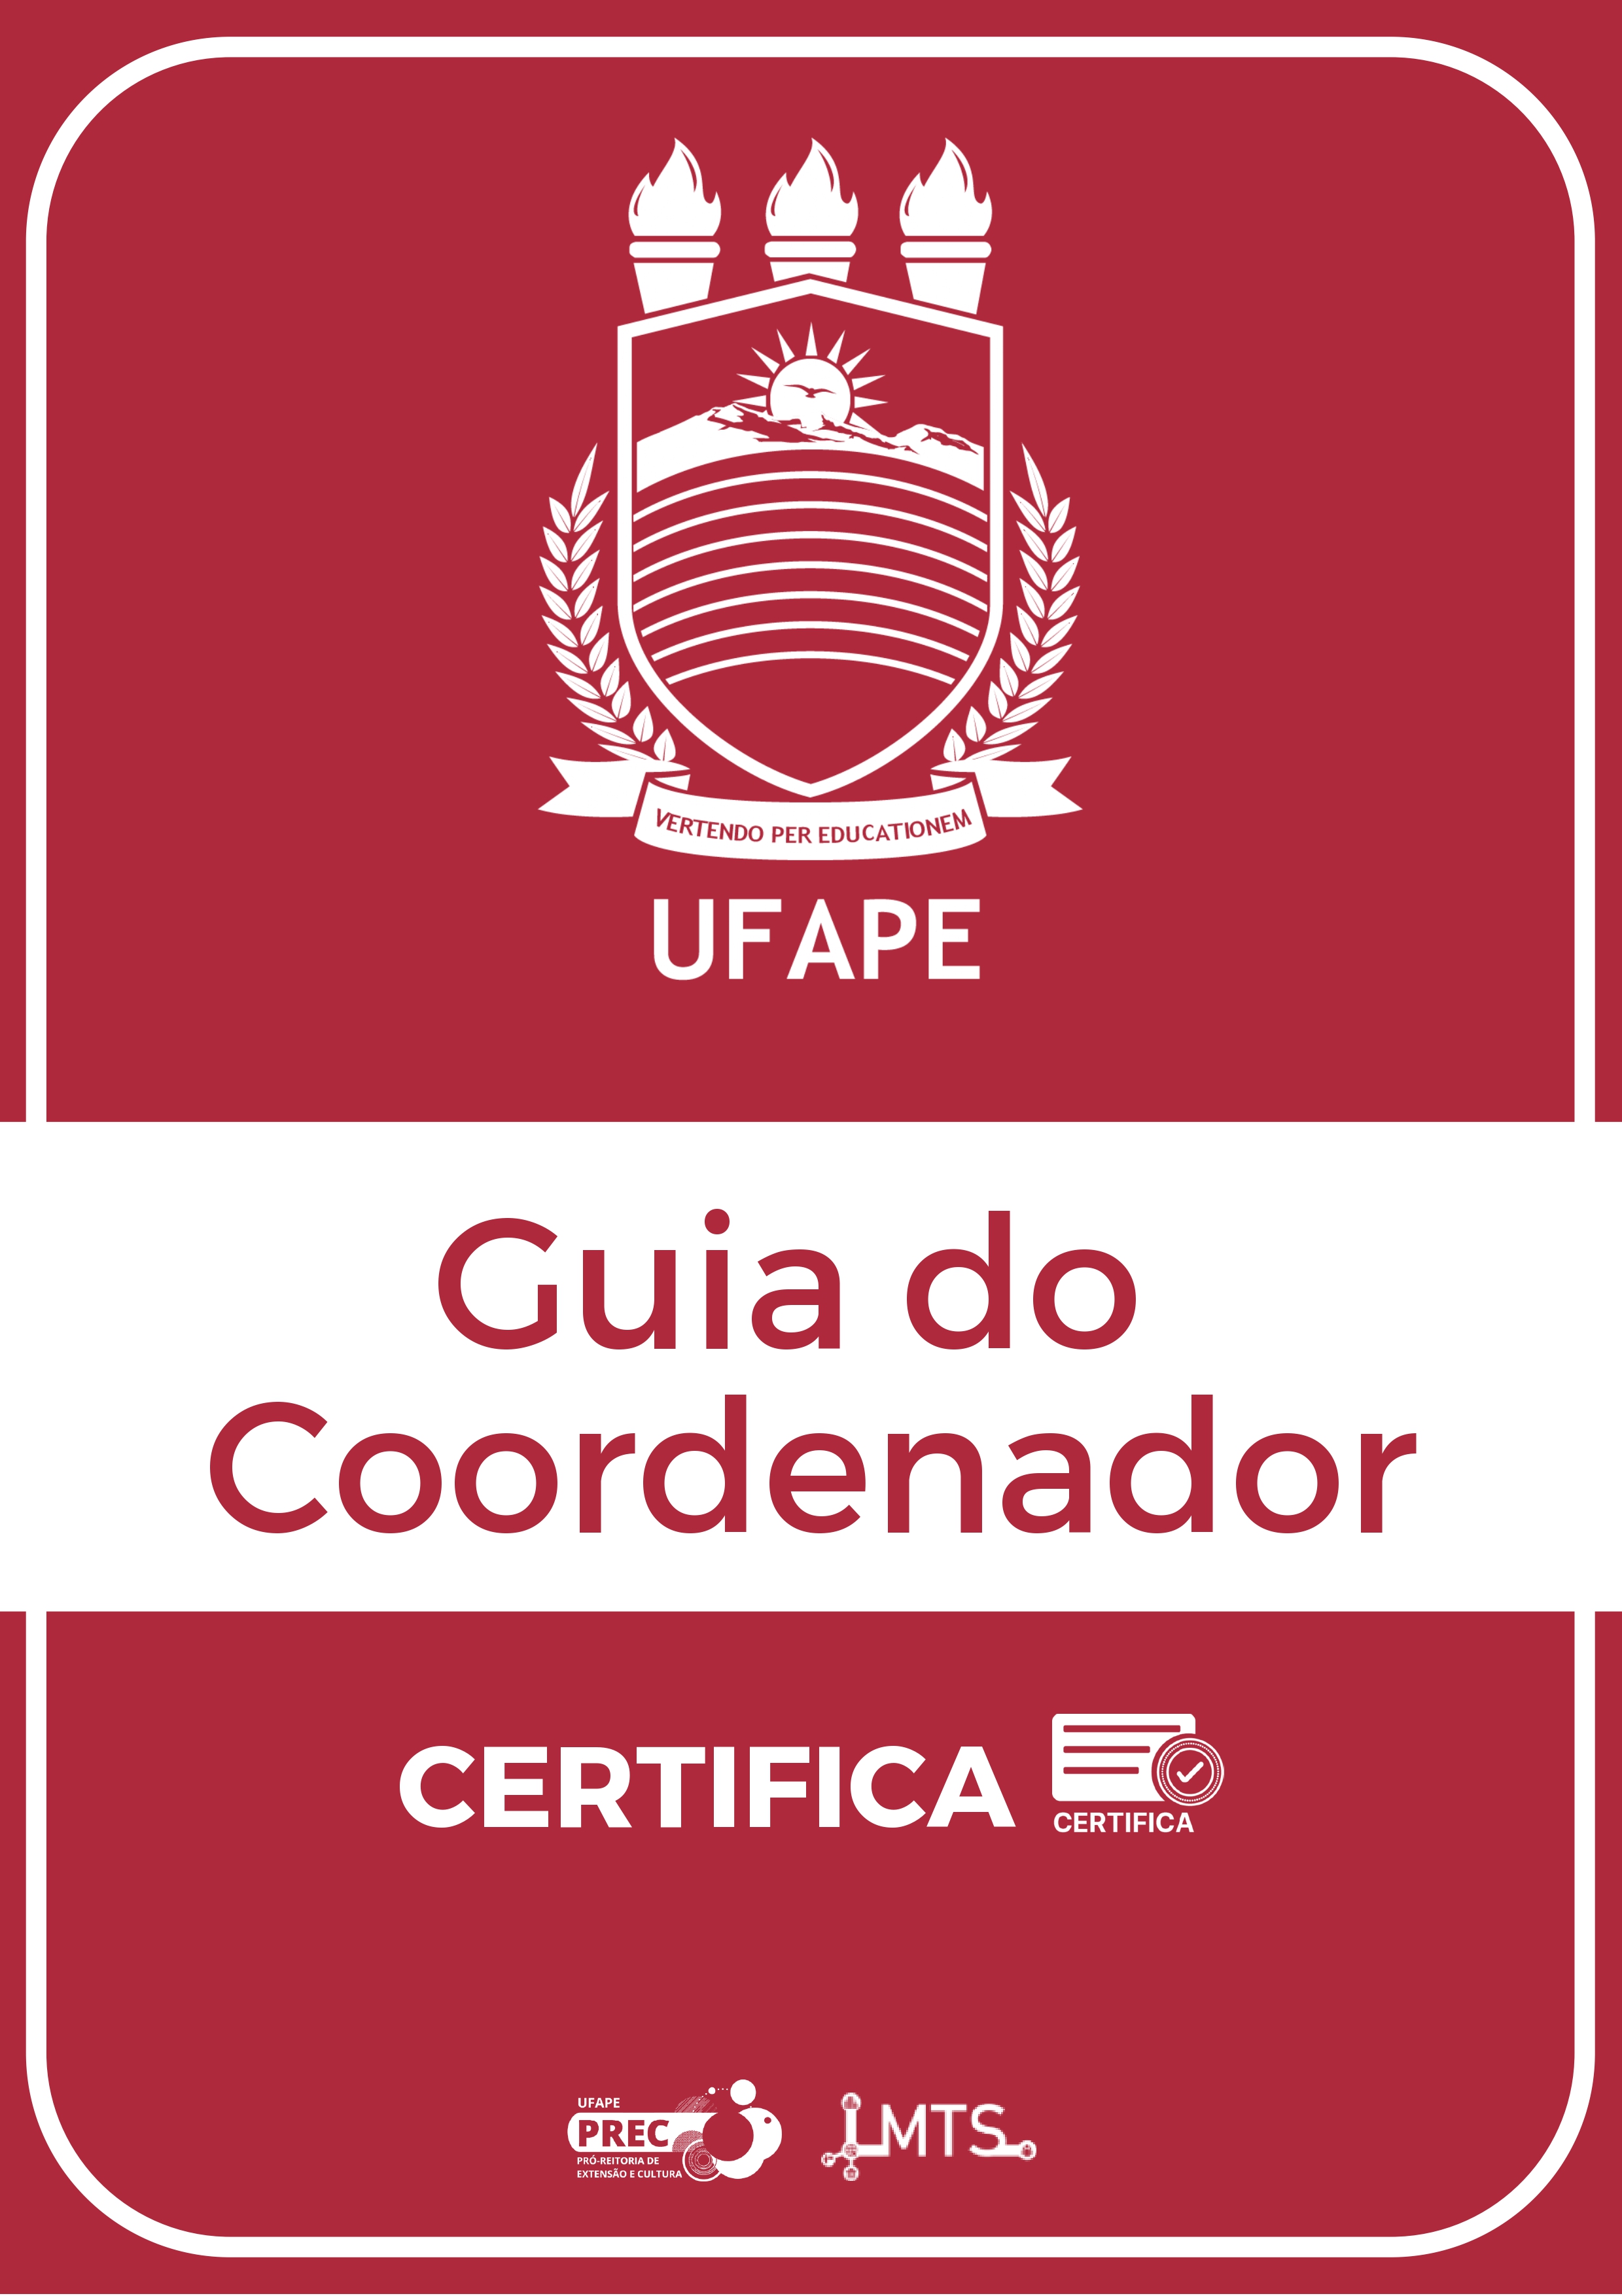 VERTENDO PER EDUCATIONEM
UFAPE
Guia do
Coordenador
CERTIFICA
CERTIFICA
UFAPE
PREC
PRÓ-REITORIA DE
EXTENSÃO E CULTURA
LMTS